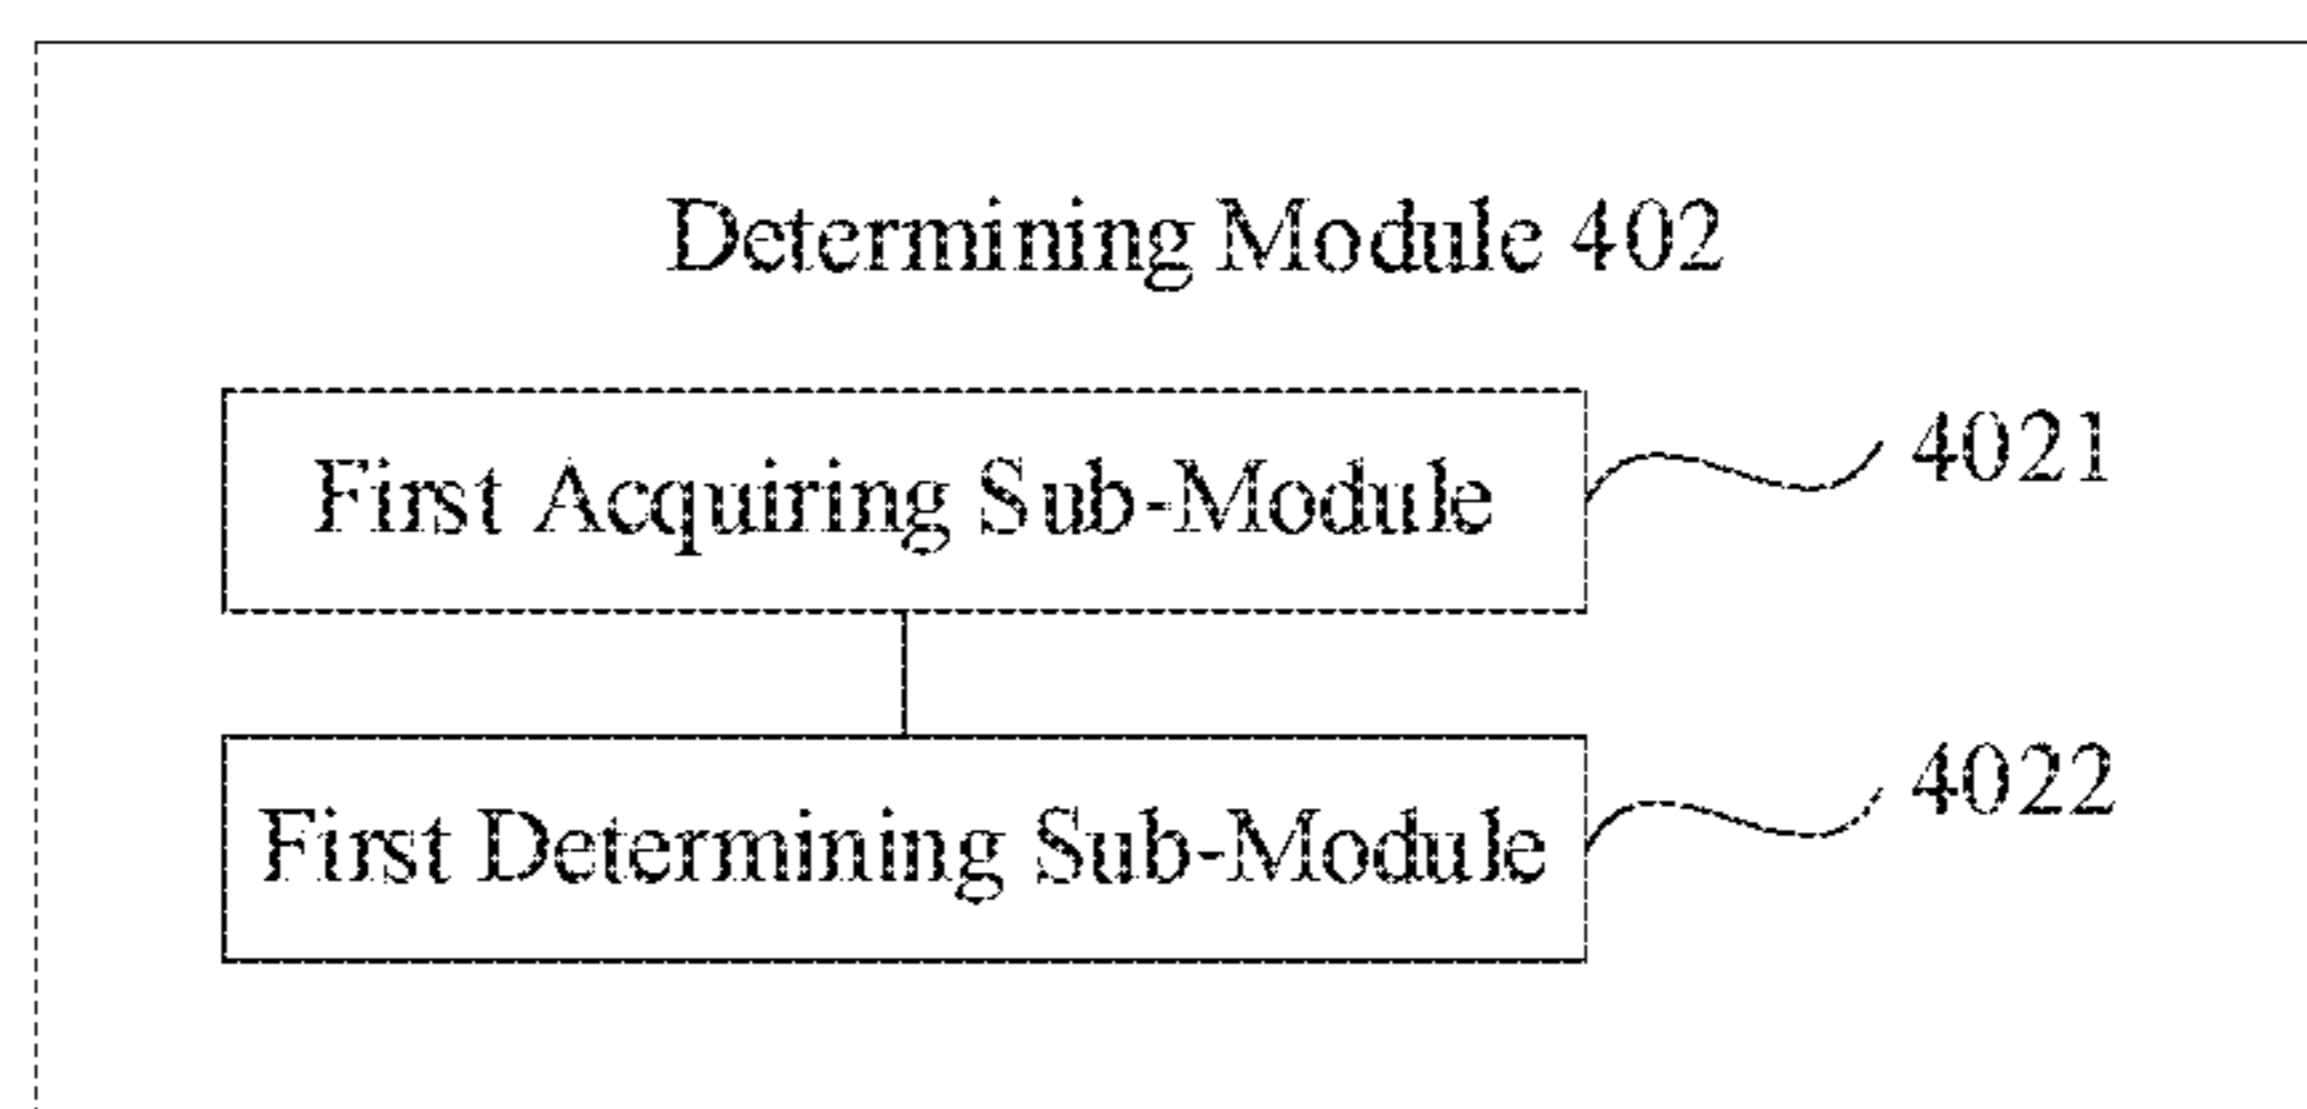 Determining Module 402
First Acquiring Sub-Module
4021
First Determining Sub-Module
4022